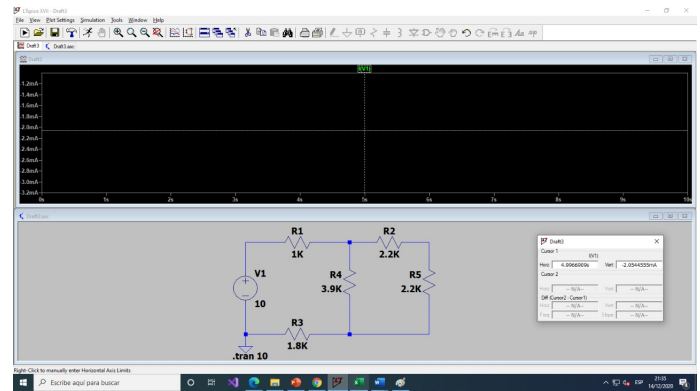 LTspice XVII - Draft3
File View Plot Settings Simulation Tools Window Help
Draft3 Draft3.asc
Draft3
I(V1)
-1.2mA
-1.4mA
-1.6mA
-1.8mA
-2.0mA
-2.2mA
-2.4mA
-2.6mA
-2.8mA
-3.0mA
-3.2mA
0s 1s 2s 3s 4s 5s 6s 7s 8s 9s 10s
Draft3.asc
R1 R2
1K 2.2K
V1 R4 R5
10 3.9K 2.2K
R3
1.8K
.tran 10
Draft3
Cursor 1
I(V1)
Horz: 4.9966909s Vert: -2.0544555mA
Cursor 2
Horz: -- N/A-- Vert: -- N/A--
Diff (Cursor2 - Cursor1)
Horz: -- N/A-- Vert: -- N/A--
Freq: -- N/A-- Slope: -- N/A--
Right-Click to manually enter Horizontal Axis Limits
Escribe aquí para buscar
ESP 21:35
14/12/2020